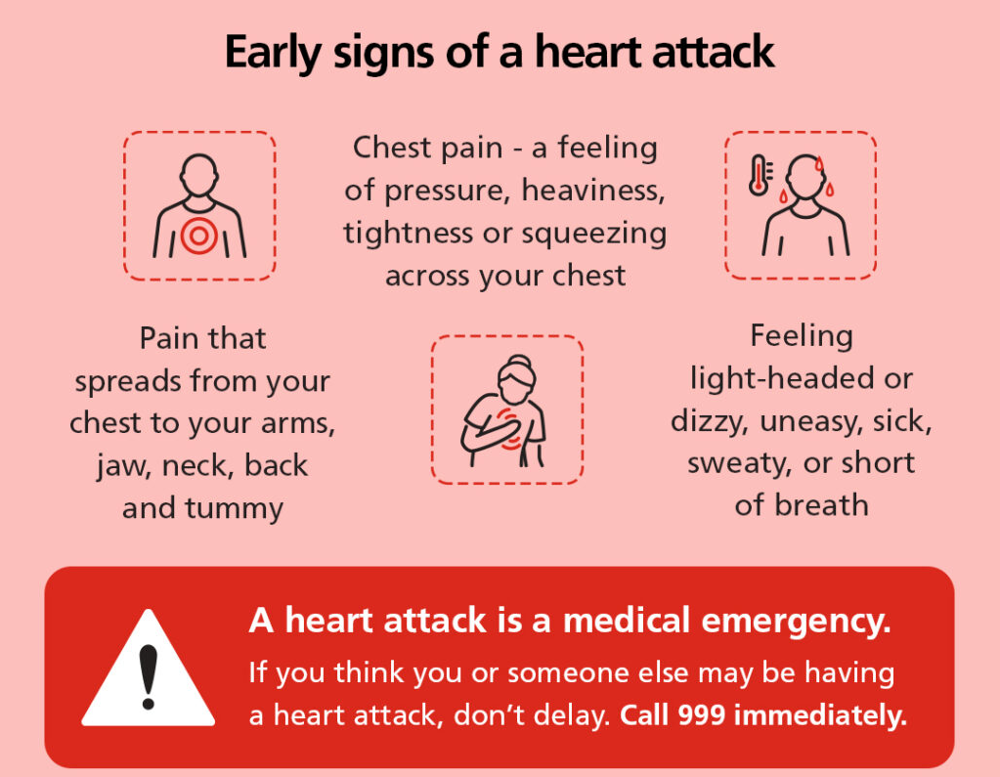 Early signs of a heart attack
Pain that
spreads from your
chest to your arms,
jaw, neck, back
and tummy
Chest pain - a feeling
of pressure, heaviness,
tightness or squeezing
across your chest
Feeling
light-headed or
dizzy, uneasy, sick,
sweaty, or short
of breath
A heart attack is a medical emergency.
If you think you or someone else may be having
a heart attack, don’t delay. Call 999 immediately.